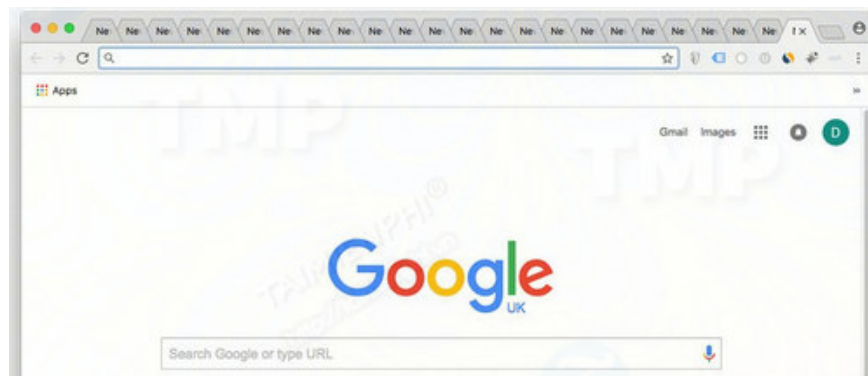 Ne Ne Ne Ne Ne Ne Ne Ne Ne Ne Ne Ne Ne Ne Ne Ne Ne Ne Ne Ne Ne Ne Ne
Apps
TMP
Gmail Images D
TMP
Google
UK
Search Google or type URL